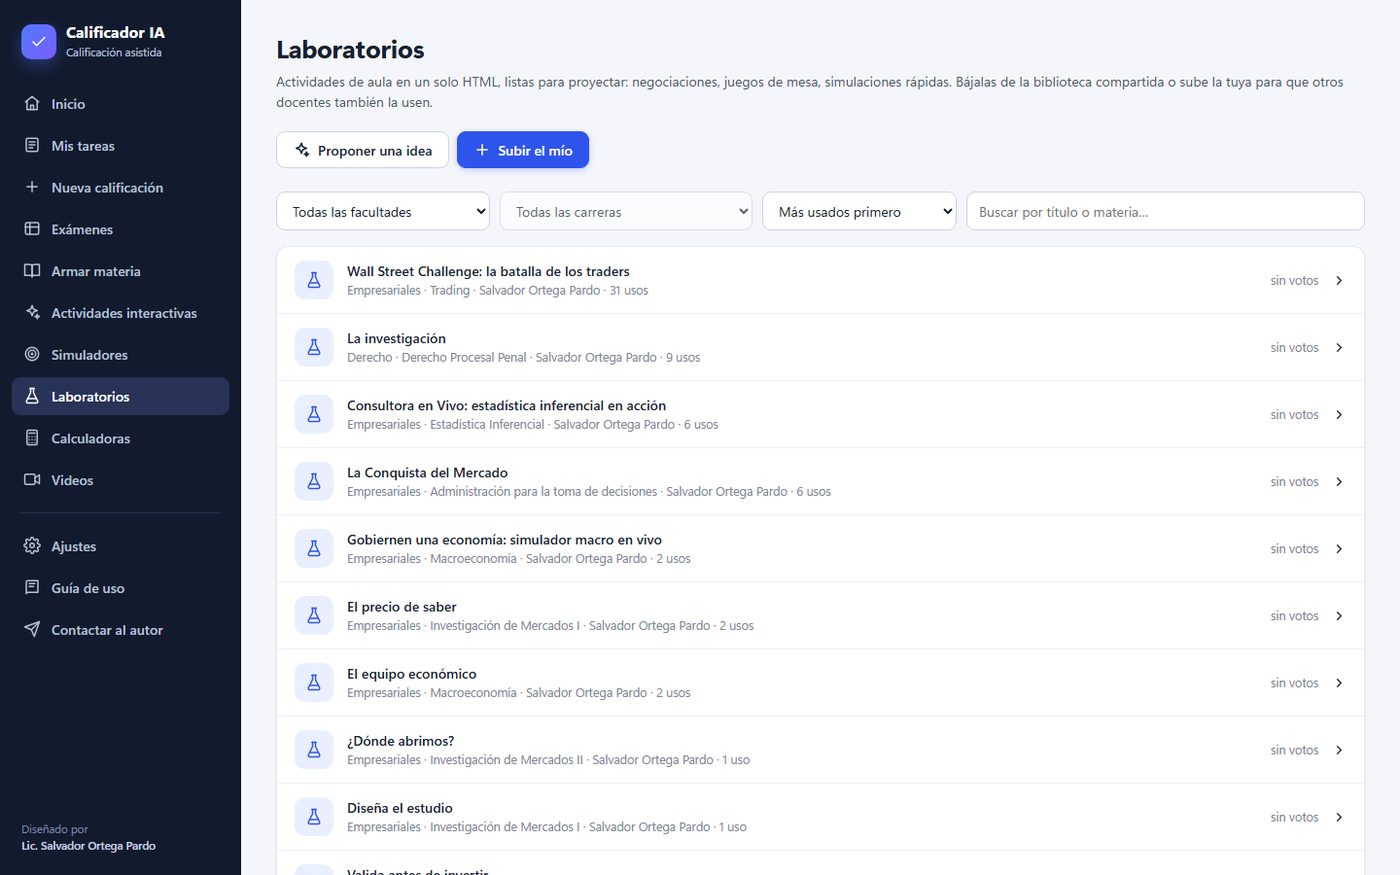 Calificador IA
Calificación asistida
Inicio
Mis tareas
Nueva calificación
Exámenes
Armar materia
Actividades interactivas
Simuladores
Laboratorios
Calculadoras
Videos
Ajustes
Guía de uso
Contactar al autor
Diseñado por
Lic. Salvador Ortega Pardo
Laboratorios
Actividades de aula en un solo HTML, listas para proyectar: negociaciones, juegos de mesa, simulaciones rápidas. Bájalas de la biblioteca compartida o sube la tuya para que otros
docentes también la usen.
Proponer una idea
Subir el mío
Todas las facultades
Todas las carreras
Más usados primero
Buscar por título o materia...
Wall Street Challenge: la batalla de los traders
Empresariales · Trading · Salvador Ortega Pardo · 31 usos
sin votos
La investigación
Derecho · Derecho Procesal Penal · Salvador Ortega Pardo · 9 usos
sin votos
Consultora en Vivo: estadística inferencial en acción
Empresariales · Estadística Inferencial · Salvador Ortega Pardo · 6 usos
sin votos
La Conquista del Mercado
Empresariales · Administración para la toma de decisiones · Salvador Ortega Pardo · 6 usos
sin votos
Gobiernen una economía: simulador macro en vivo
Empresariales · Macroeconomía · Salvador Ortega Pardo · 2 usos
sin votos
El precio de saber
Empresariales · Investigación de Mercados I · Salvador Ortega Pardo · 2 usos
sin votos
El equipo económico
Empresariales · Macroeconomía · Salvador Ortega Pardo · 2 usos
sin votos
¿Dónde abrimos?
Empresariales · Investigación de Mercados II · Salvador Ortega Pardo · 1 uso
sin votos
Diseña el estudio
Empresariales · Investigación de Mercados I · Salvador Ortega Pardo · 1 uso
sin votos
Valida antes de invertir